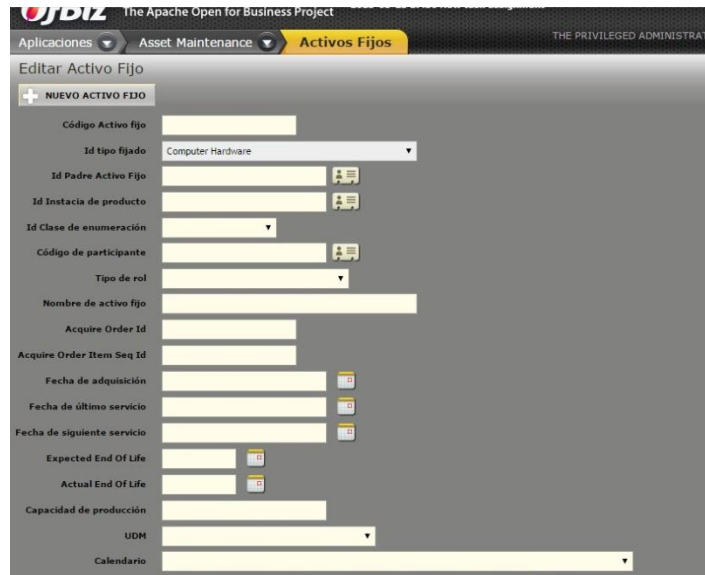 OfBiz The Apache Open for Business Project
Aplicaciones Asset Maintenance Activos Fijos THE PRIVILEGED ADMINISTRAT
Editar Activo Fijo
NUEVO ACTIVO FIJO
Código Activo fijo
Id tipo fijado Computer Hardware
Id Padre Activo Fijo
Id Instacia de producto
Id Clase de enumeración
Código de participante
Tipo de rol
Nombre de activo fijo
Acquire Order Id
Acquire Order Item Seq Id
Fecha de adquisición
Fecha de último servicio
Fecha de siguiente servicio
Expected End Of Life
Actual End Of Life
Capacidad de producción
UDM
Calendario